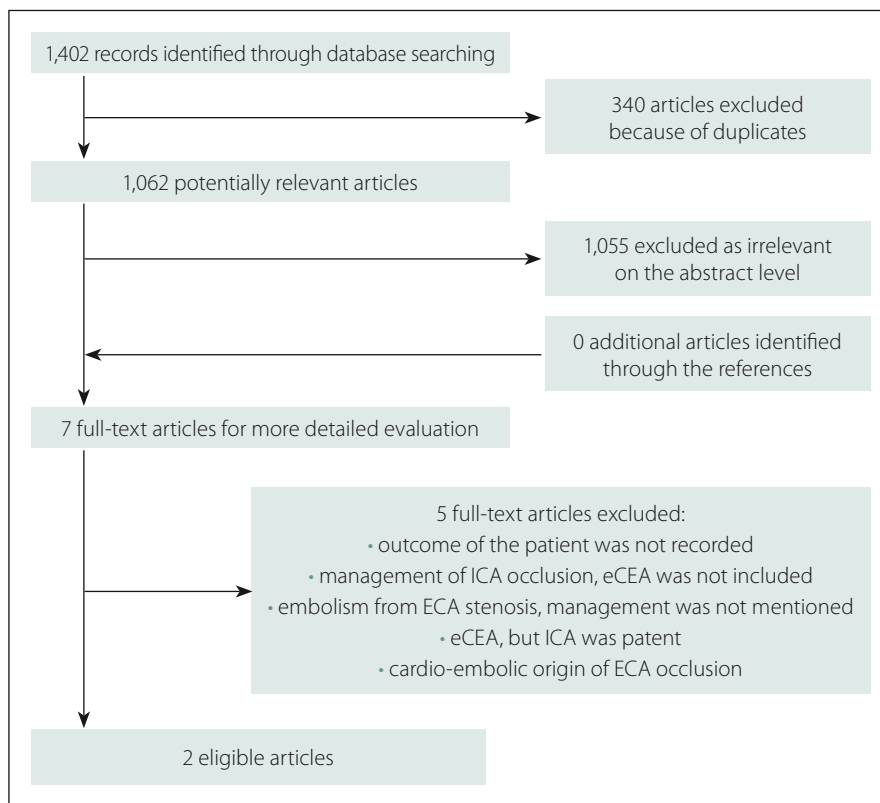 1,402 records identified through database searching
340 articles excluded
because of duplicates
1,062 potentially relevant articles
1,055 excluded as irrelevant
on the abstract level
0 additional articles identified
through the references
7 full-text articles for more detailed evaluation
5 full-text articles excluded:
• outcome of the patient was not recorded
• management of ICA occlusion, eCEA was not included
• embolism from ECA stenosis, management was not mentioned
• eCEA, but ICA was patent
• cardio-embolic origin of ECA occlusion
2 eligible articles